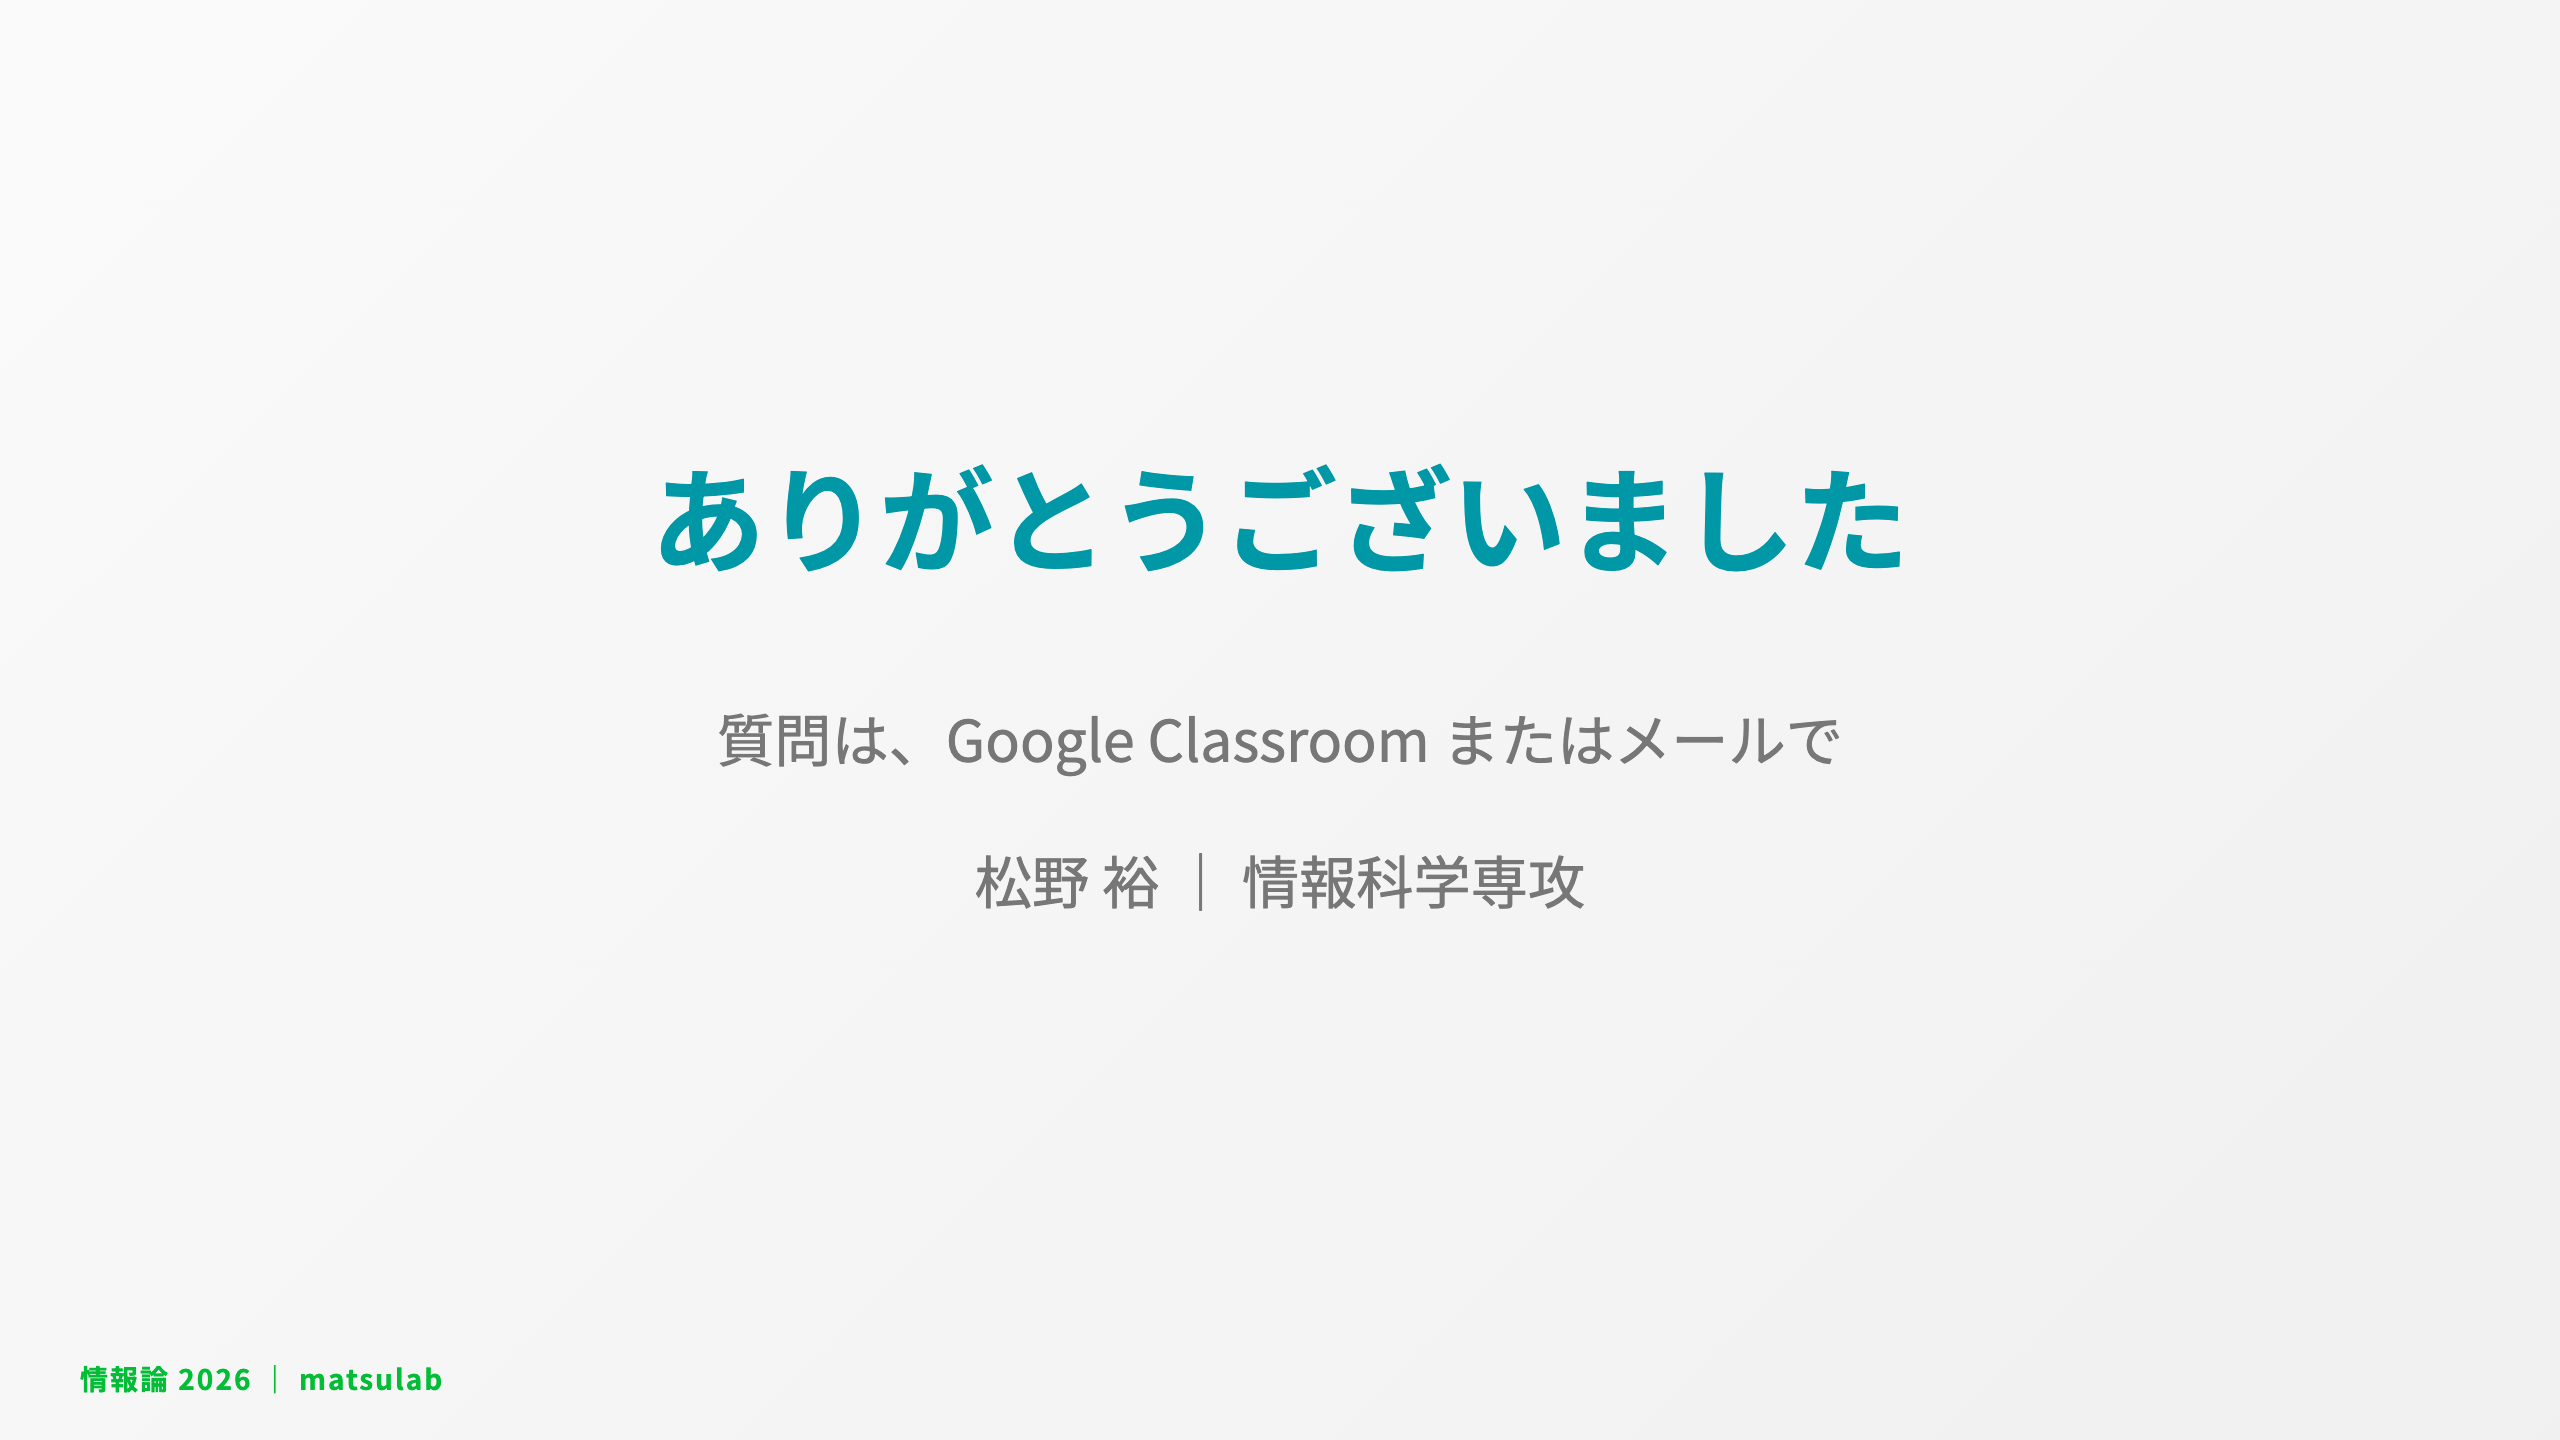 ありがとうございました
質問は、Google Classroom またはメールで
松野 裕 ｜ 情報科学専攻
情報論 2026 ｜ matsulab